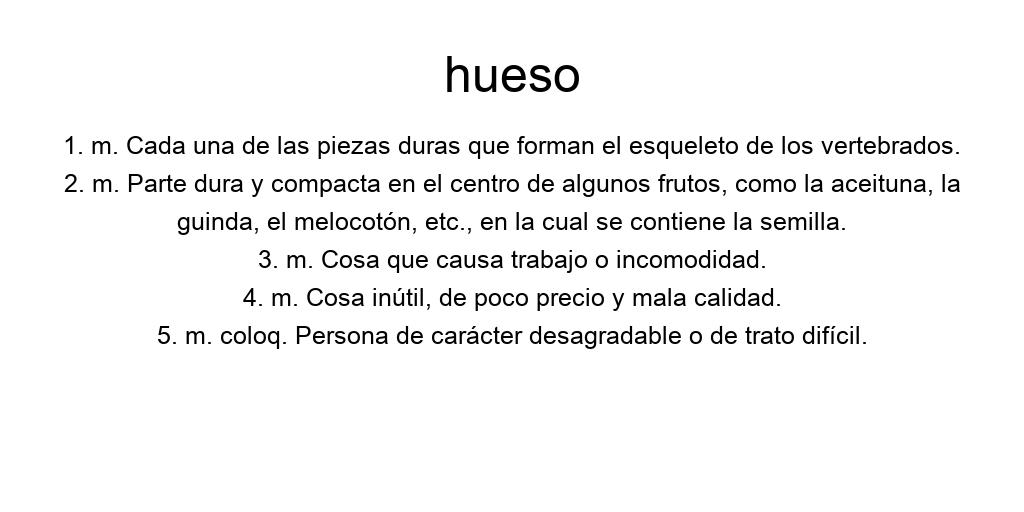 hueso
1. m. Cada una de las piezas duras que forman el esqueleto de los vertebrados.
2. m. Parte dura y compacta en el centro de algunos frutos, como la aceituna, la
guinda, el melocotón, etc., en la cual se contiene la semilla.
3. m. Cosa que causa trabajo o incomodidad.
4. m. Cosa inútil, de poco precio y mala calidad.
5. m. coloq. Persona de carácter desagradable o de trato difícil.